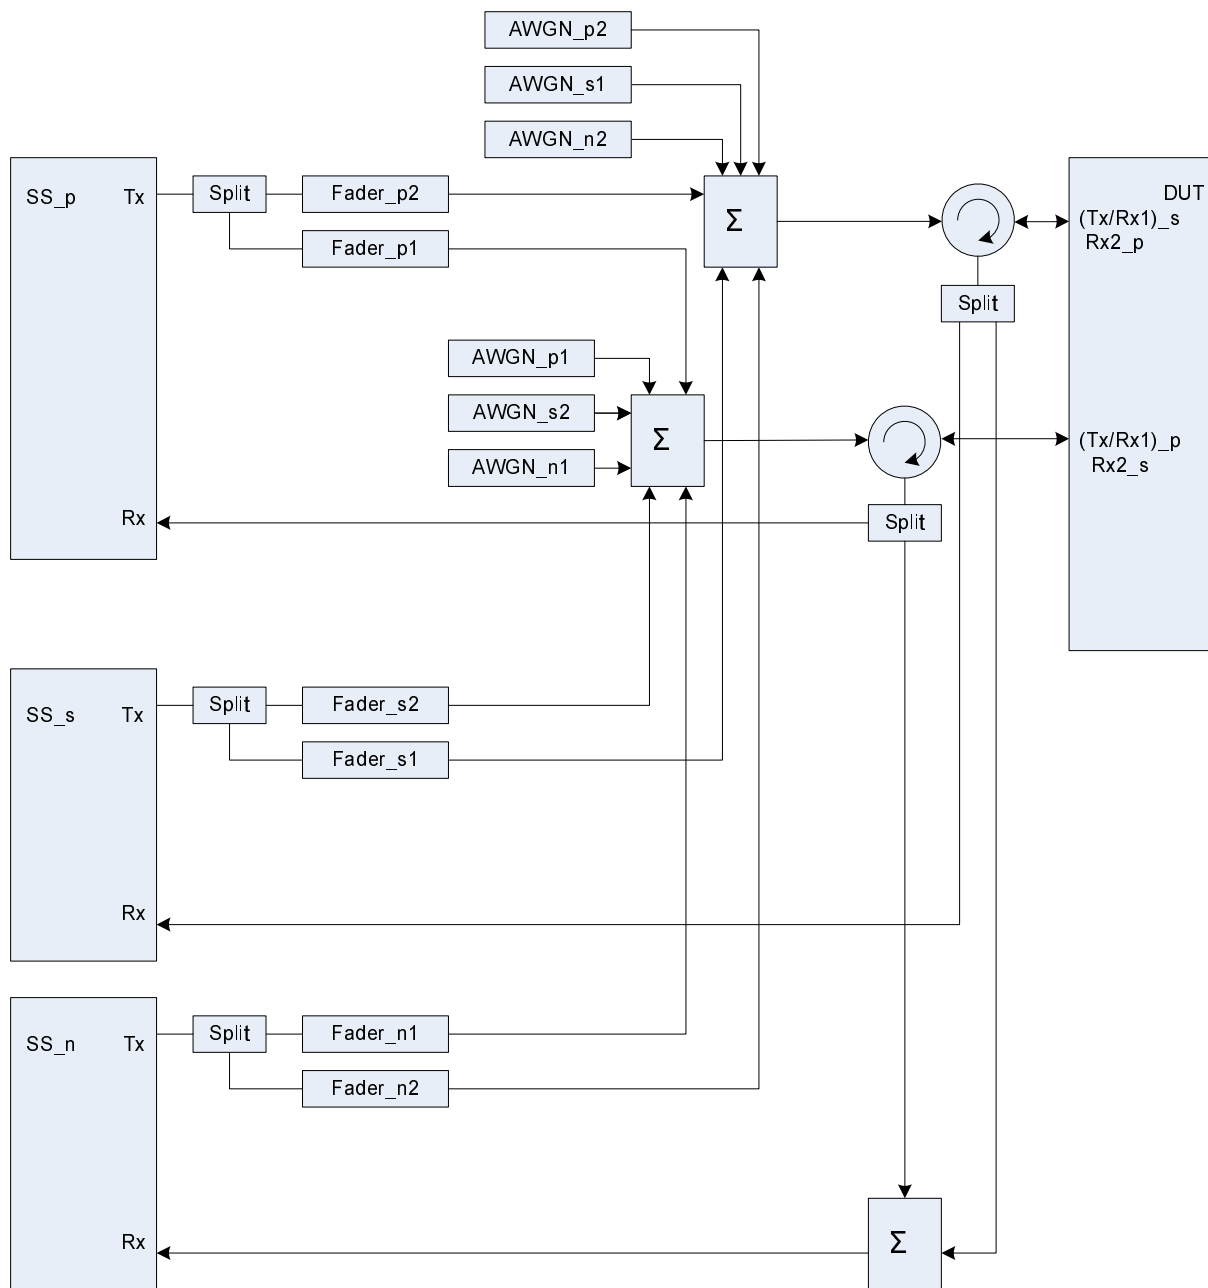 AWGN_p2
AWGN_s1
AWGN_n2
SS_p
Tx
Split
Fader_p2
Fader_p1
Σ
DUT
(Tx/Rx1)_s
Rx2_p
Split
AWGN_p1
AWGN_s2
AWGN_n1
Σ
(Tx/Rx1)_p
Rx2_s
Rx
Split
SS_s
Tx
Split
Fader_s2
Fader_s1
Rx
SS_n
Tx
Split
Fader_n1
Fader_n2
Rx
Σ